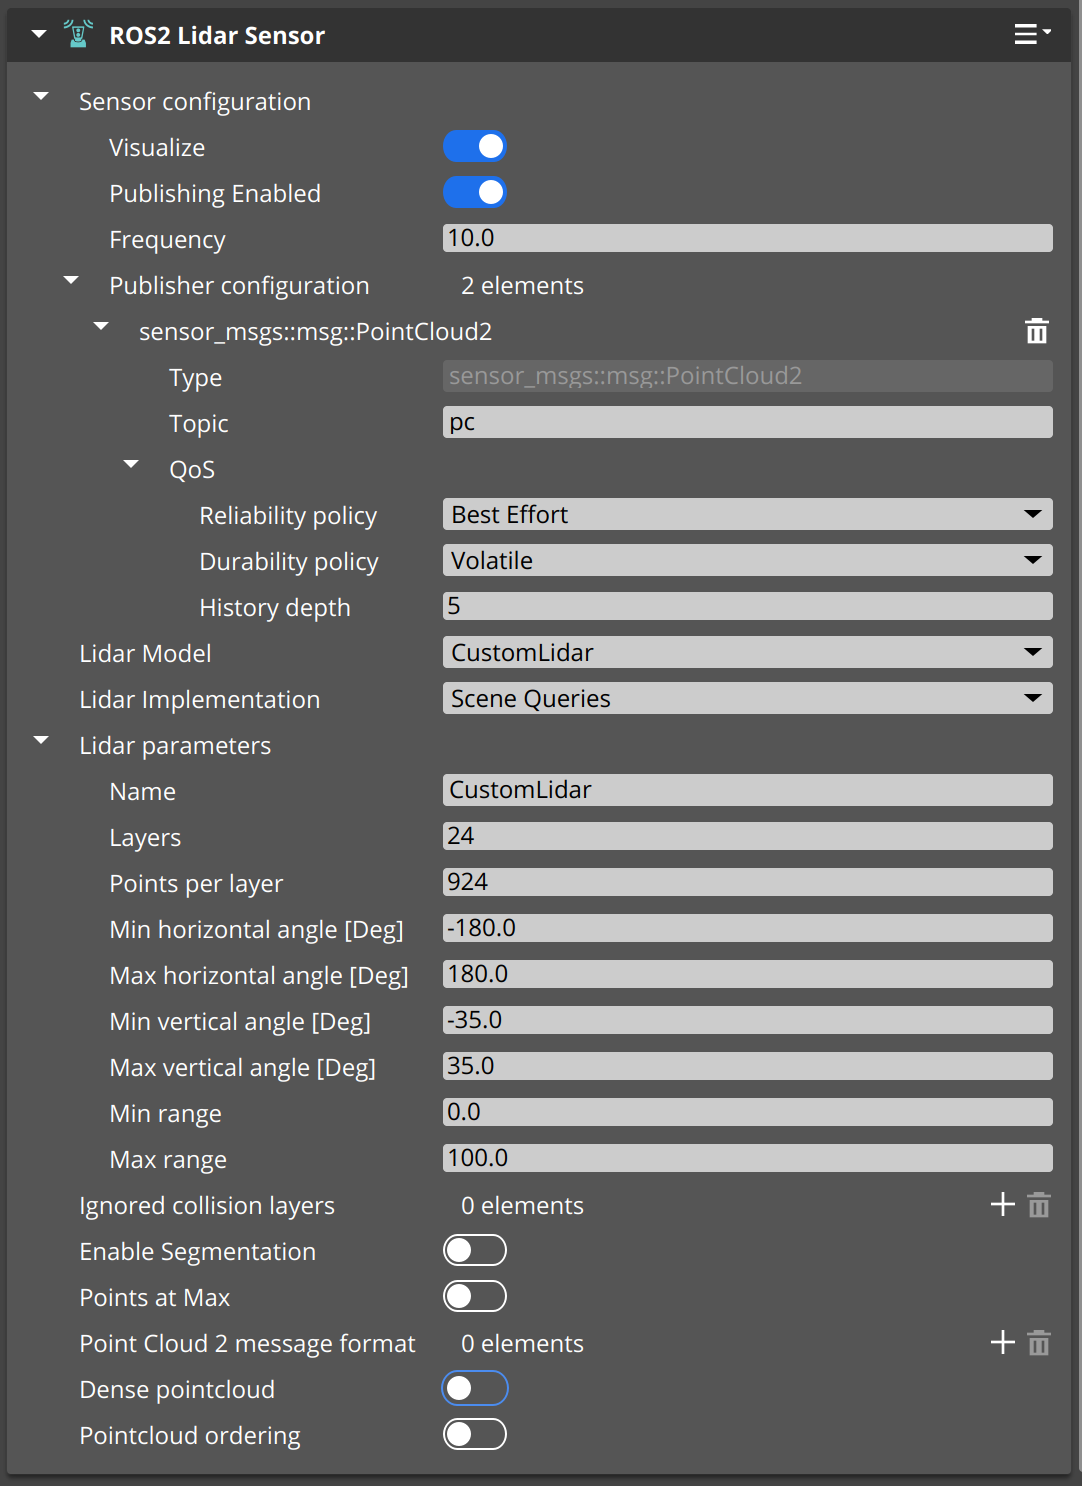 ROS2 Lidar Sensor
Sensor configuration
Visualize
Publishing Enabled
Frequency 10.0
Publisher configuration 2 elements
sensor_msgs::msg::PointCloud2
Type sensor_msgs::msg::PointCloud2
Topic pc
QoS
Reliability policy Best Effort
Durability policy Volatile
History depth 5
Lidar Model CustomLidar
Lidar Implementation Scene Queries
Lidar parameters
Name CustomLidar
Layers 24
Points per layer 924
Min horizontal angle [Deg] -180.0
Max horizontal angle [Deg] 180.0
Min vertical angle [Deg] -35.0
Max vertical angle [Deg] 35.0
Min range 0.0
Max range 100.0
Ignored collision layers 0 elements
Enable Segmentation
Points at Max
Point Cloud 2 message format 0 elements
Dense pointcloud
Pointcloud ordering